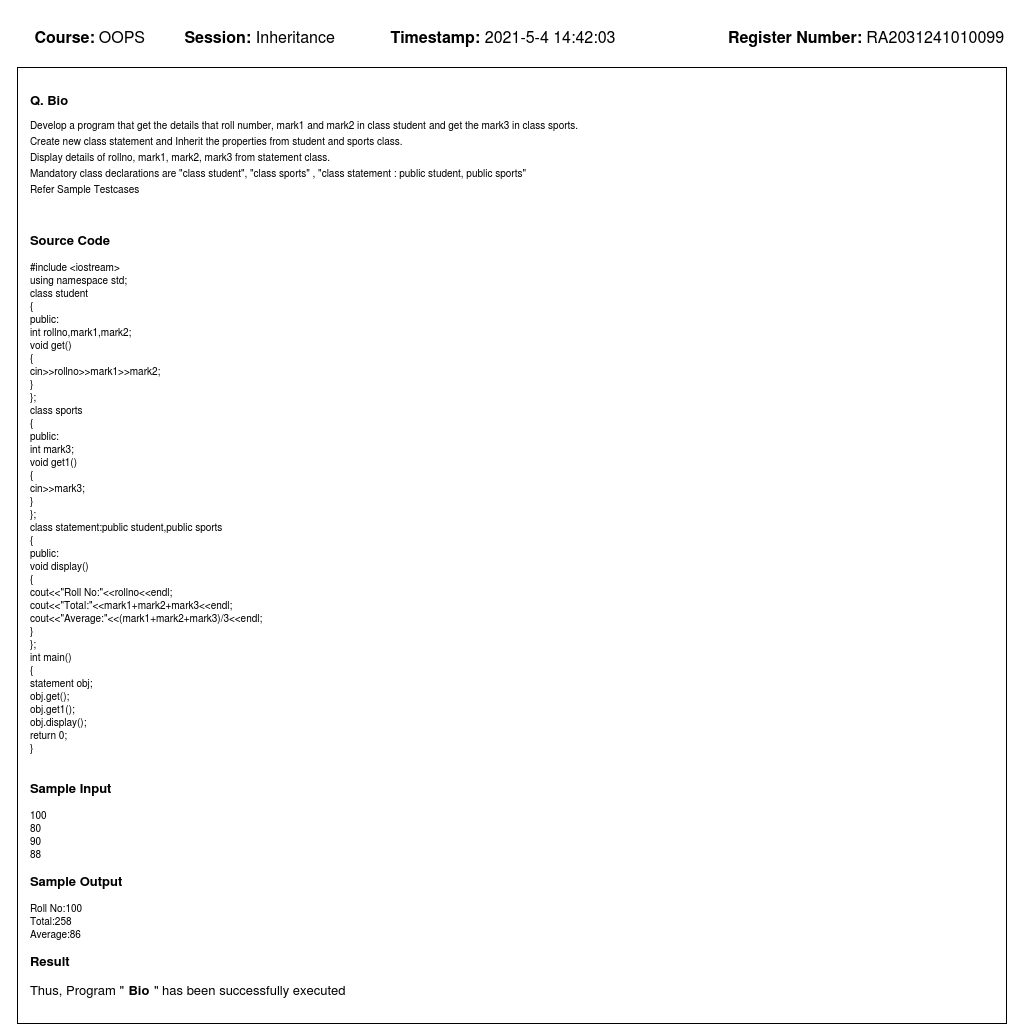 Course: OOPS Session: Inheritance Timestamp: 2021-5-4 14:42:03 Register Number: RA2031241010099
Q. Bio
Develop a program that get the details that roll number, mark1 and mark2 in class student and get the mark3 in class sports.
Create new class statement and Inherit the properties from student and sports class.
Display details of rollno, mark1, mark2, mark3 from statement class.
Mandatory class declarations are "class student", "class sports" , "class statement : public student, public sports"
Refer Sample Testcases
Source Code
#include <iostream>
using namespace std;
class student
{
public:
int rollno,mark1,mark2;
void get()
{
cin>>rollno>>mark1>>mark2;
}
};
class sports
{
public:
int mark3;
void get1()
{
cin>>mark3;
}
};
class statement:public student,public sports
{
public:
void display()
{
cout<<"Roll No:"<<rollno<<endl;
cout<<"Total:"<<mark1+mark2+mark3<<endl;
cout<<"Average:"<<(mark1+mark2+mark3)/3<<endl;
}
};
int main()
{
statement obj;
obj.get();
obj.get1();
obj.display();
return 0;
}
Sample Input
100
80
90
88
Sample Output
Roll No:100
Total:258
Average:86
Result
Thus, Program " Bio " has been successfully executed